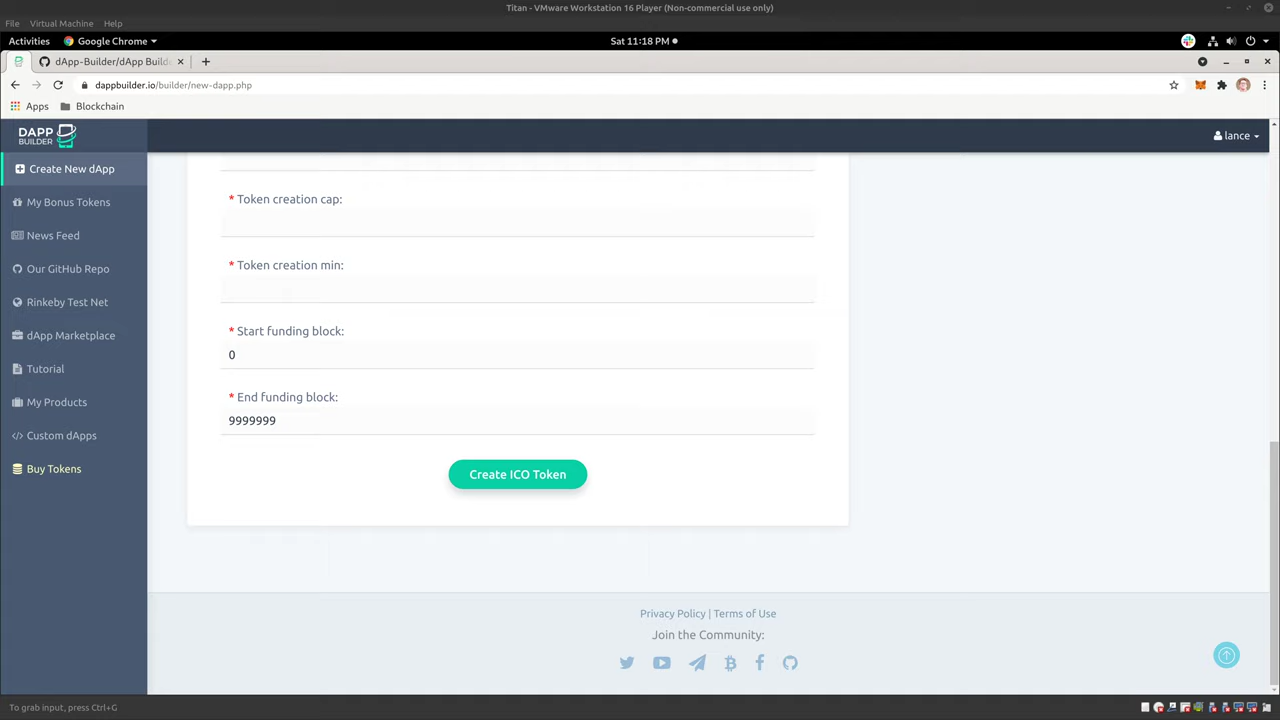 Titan - VMware Workstation 16 Player (Non-commercial use only)
File Virtual Machine Help
Activities Google Chrome Sat 11:18 PM
dApp-Builder/dApp Build
dappbuilder.io/builder/new-dapp.php
Apps Blockchain
DAPP
BUILDER
lance
Create New dApp
My Bonus Tokens
News Feed
Our GitHub Repo
Rinkeby Test Net
dApp Marketplace
Tutorial
My Products
Custom dApps
Buy Tokens
* Token creation cap:
* Token creation min:
* Start funding block:
0
* End funding block:
9999999
Create ICO Token
Privacy Policy | Terms of Use
Join the Community:
To grab input, press Ctrl+G